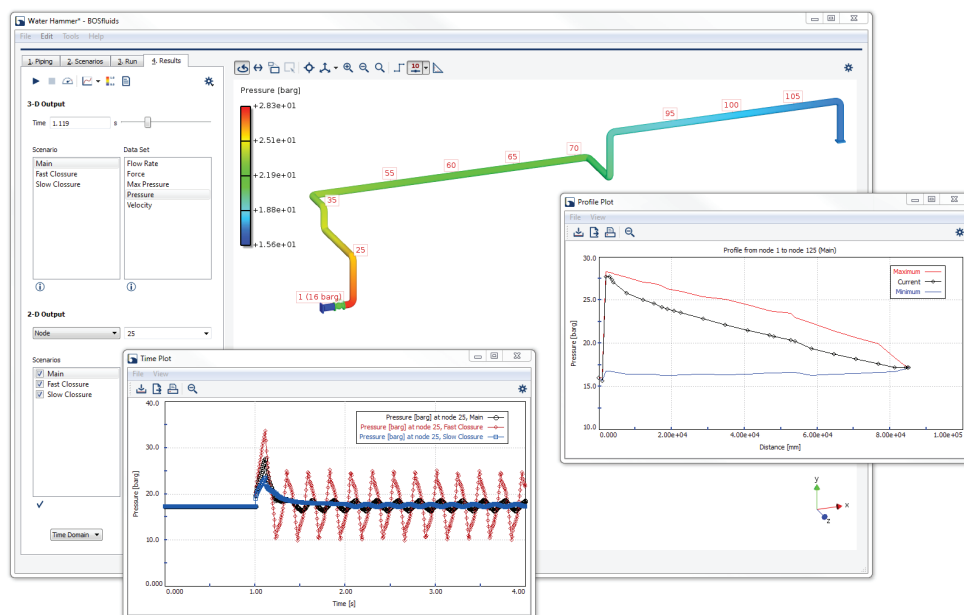 Water Hammer* - BOSfluids
File Edit Tools Help
1. Piping 2. Scenarios 3. Run 4. Results
3-D Output
Time 1.119 s
Scenario
Main
Fast Clossure
Slow Clossure
Data Set
Flow Rate
Force
Max Pressure
Pressure
Velocity
2-D Output
Node 25
Scenarios
Main
Fast Clossure
Slow Clossure
Time Domain
10
Pressure [barg]
+2.83e+01
+2.51e+01
+2.19e+01
+1.88e+01
+1.56e+01
1 (16 barg)
25
35
55
60
65
70
95
100
105
y
x
z
Profile Plot
File View
Profile from node 1 to node 125 (Main)
Maximum
Current
Minimum
Pressure [barg]
30.0
25.0
20.0
15.0
10.0
0.000 2.00e+04 4.00e+04 6.00e+04 8.00e+04 1.00e+05
Distance [mm]
Time Plot
File View
Pressure [barg] at node 25, Main
Pressure [barg] at node 25, Fast Clossure
Pressure [barg] at node 25, Slow Clossure
Pressure [barg]
40.0
30.0
20.0
10.0
0.000
0.000 1.00 2.00 3.00 4.00
Time [s]